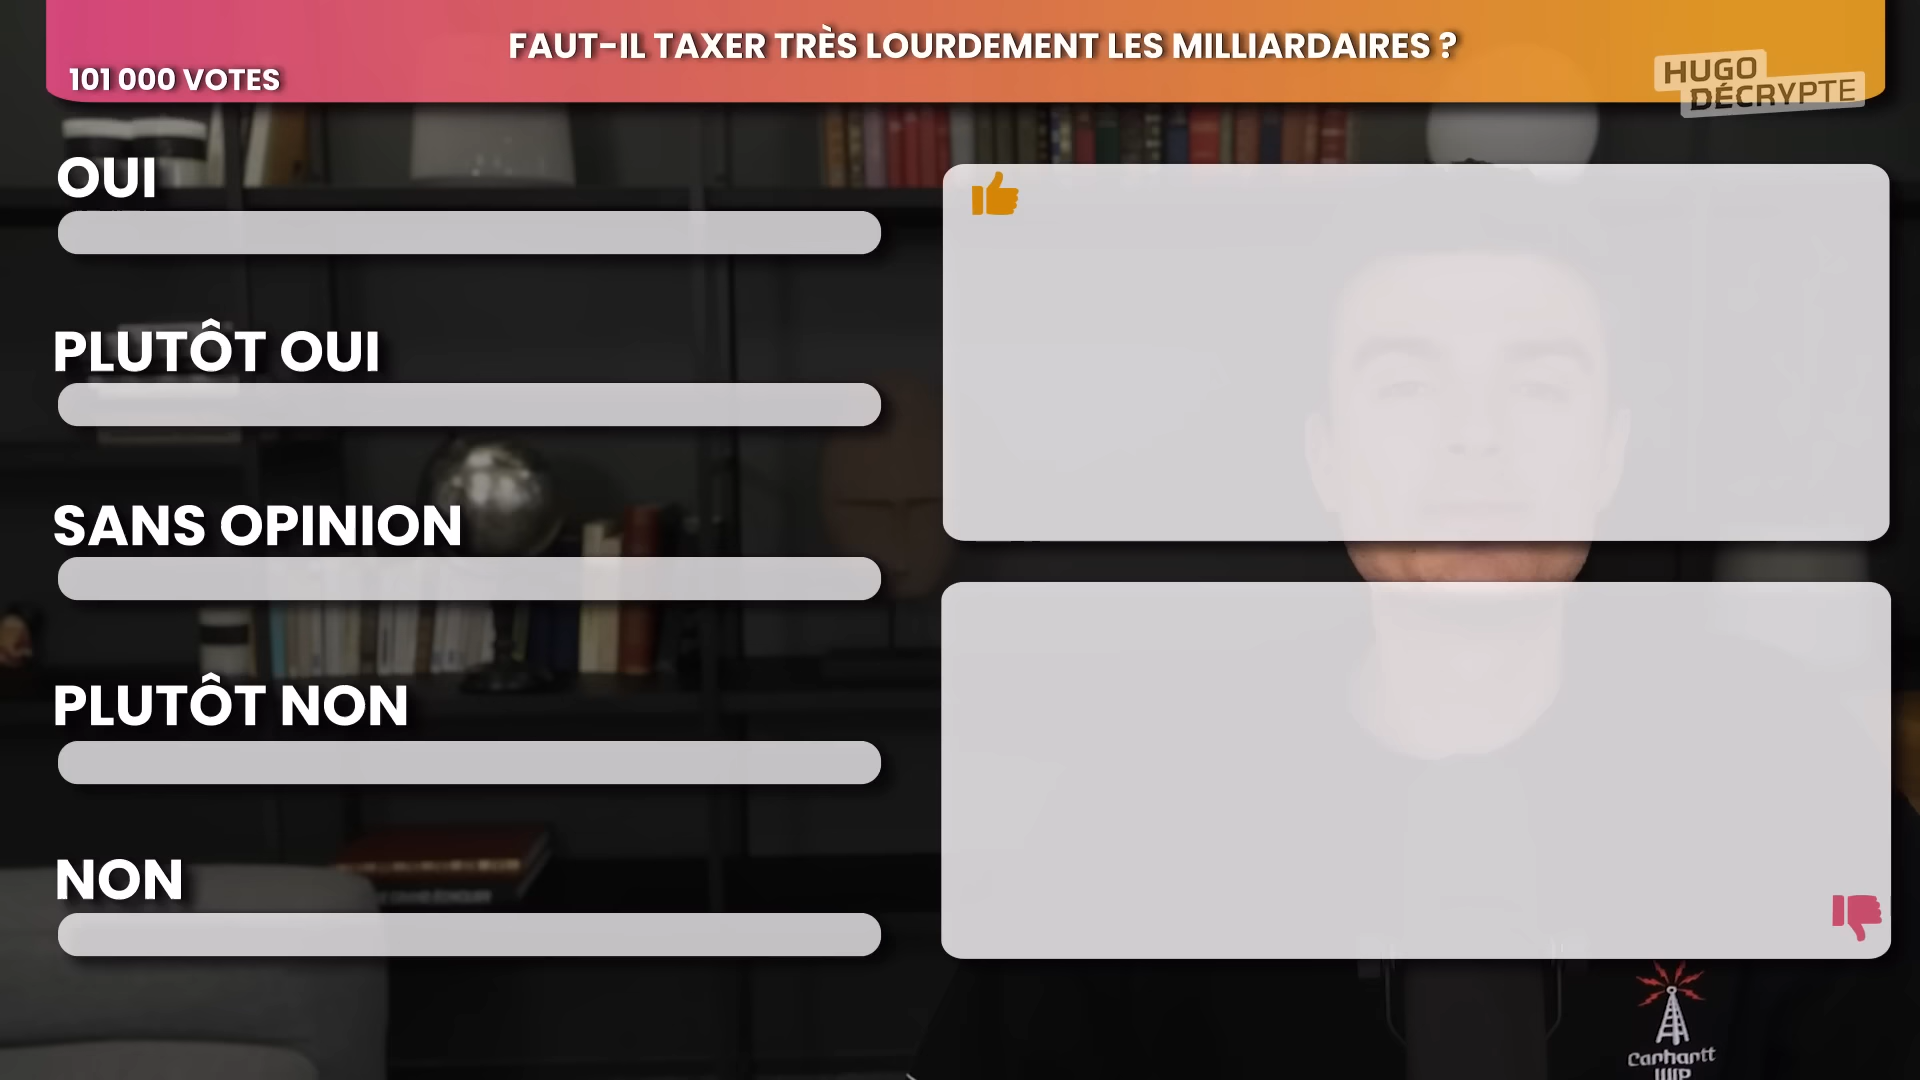 FAUT-IL TAXER TRÈS LOURDEMENT LES MILLIARDAIRES ?
101 000 VOTES
HUGO
DÉCRYPTE
OUI
PLUTÔT OUI
SANS OPINION
PLUTÔT NON
NON
Carhartt
WIP